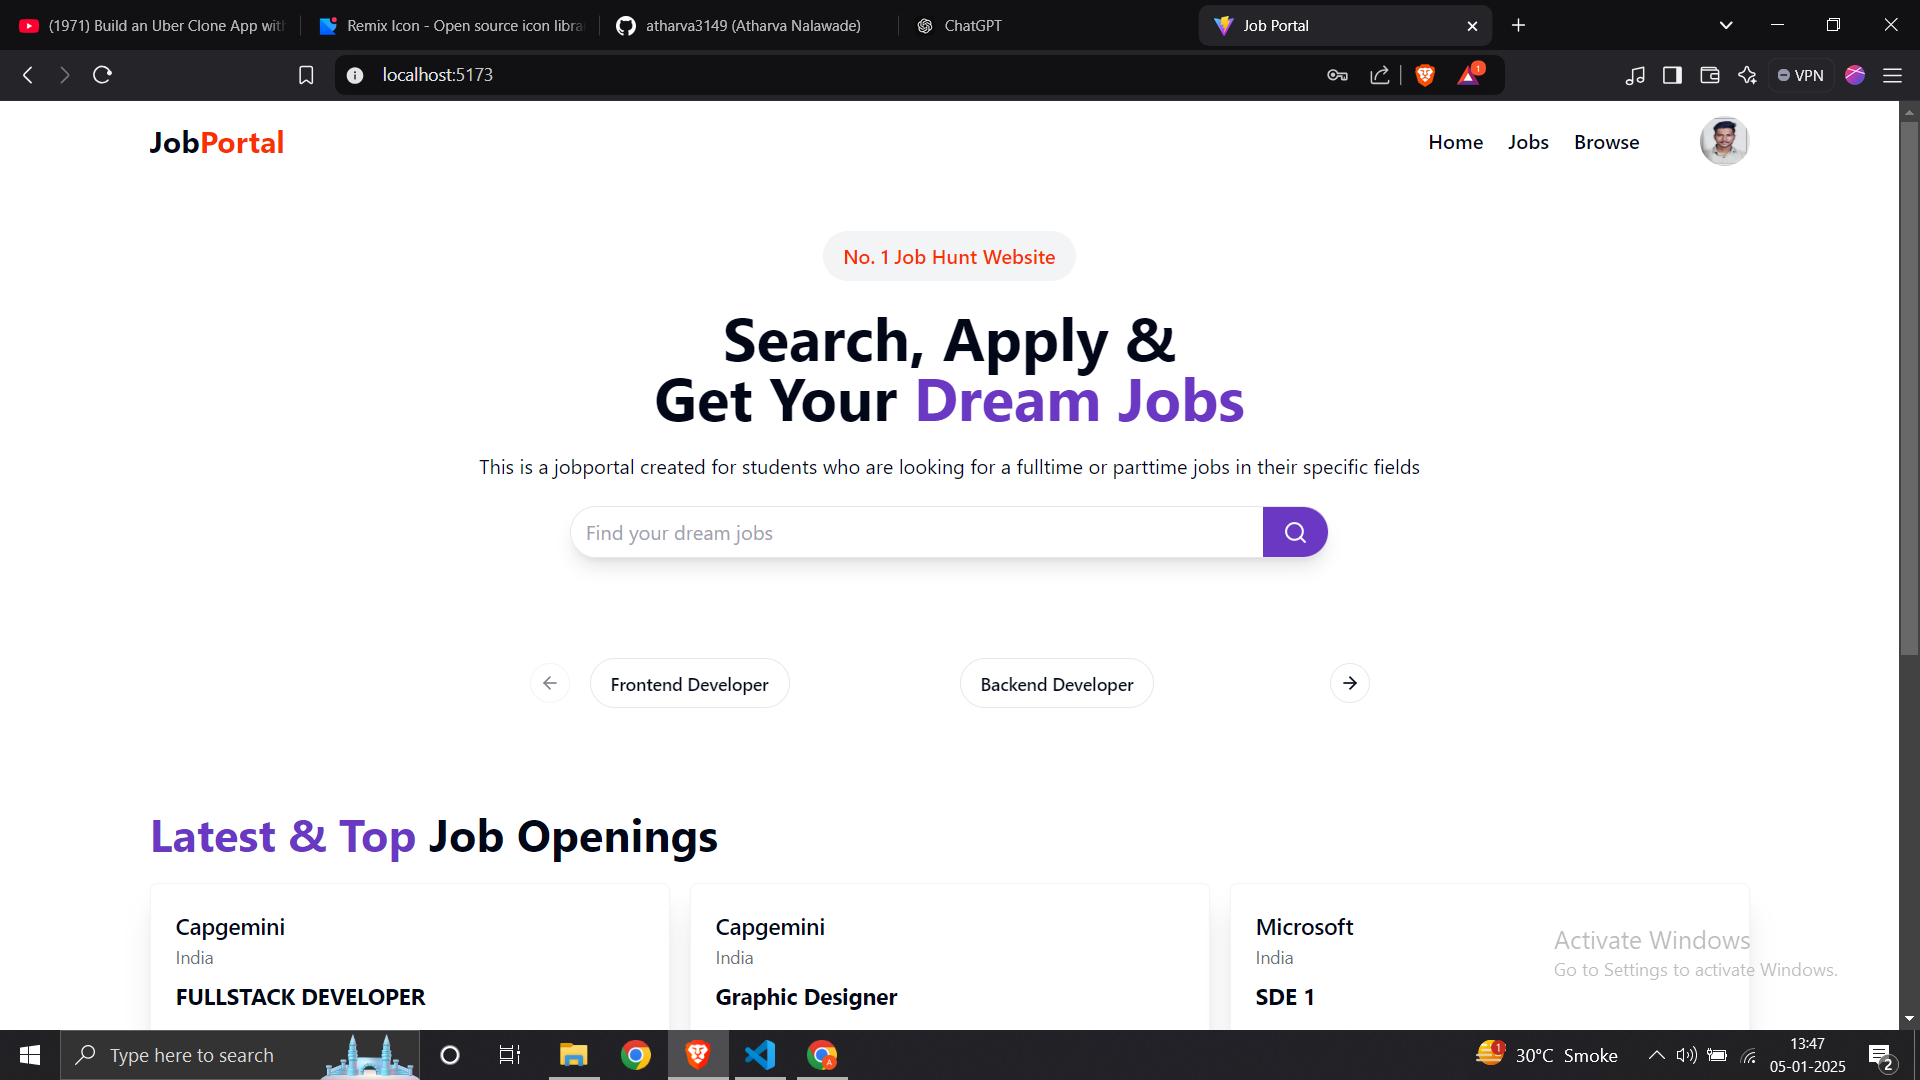 (1971) Build an Uber Clone App with
Remix Icon - Open source icon libra
atharva3149 (Atharva Nalawade)
ChatGPT
Job Portal
localhost:5173
1
VPN
JobPortal
Home
Jobs
Browse
No. 1 Job Hunt Website
Search, Apply &
Get Your Dream Jobs
This is a jobportal created for students who are looking for a fulltime or parttime jobs in their specific fields
Find your dream jobs
Frontend Developer
Backend Developer
Latest & Top Job Openings
Capgemini
India
FULLSTACK DEVELOPER
Capgemini
India
Graphic Designer
Microsoft
India
SDE 1
Activate Windows
Go to Settings to activate Windows.
Type here to search
A
1
30°C Smoke
13:47
05-01-2025
2